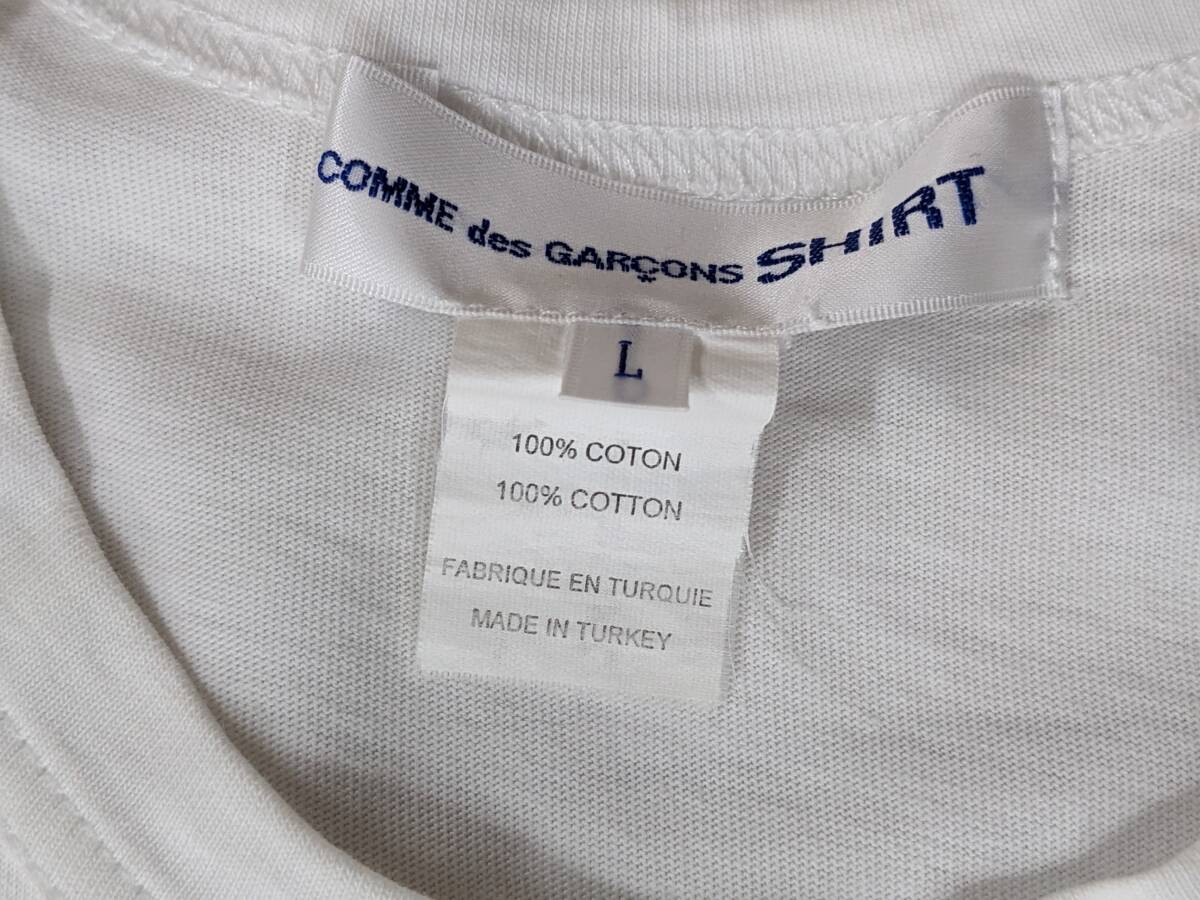 COMME des GARÇONS SHIRT
L
100% COTON
100% COTTON
FABRIQUE EN TURQUIE
MADE IN TURKEY